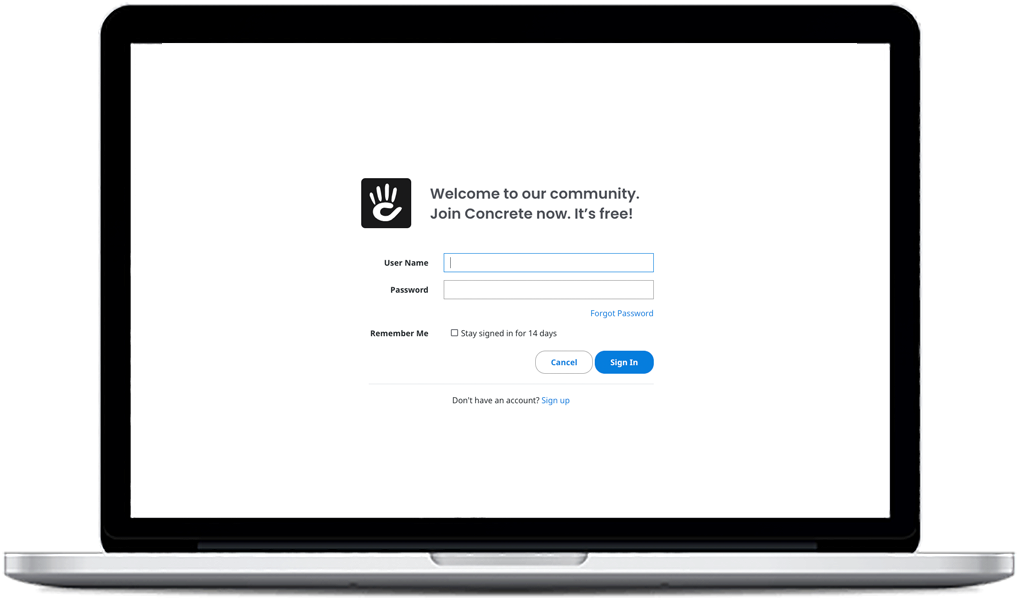 Welcome to our community.
Join Concrete now. It’s free!
User Name
Password
Forgot Password
Remember Me Stay signed in for 14 days
Cancel Sign In
Don't have an account? Sign up